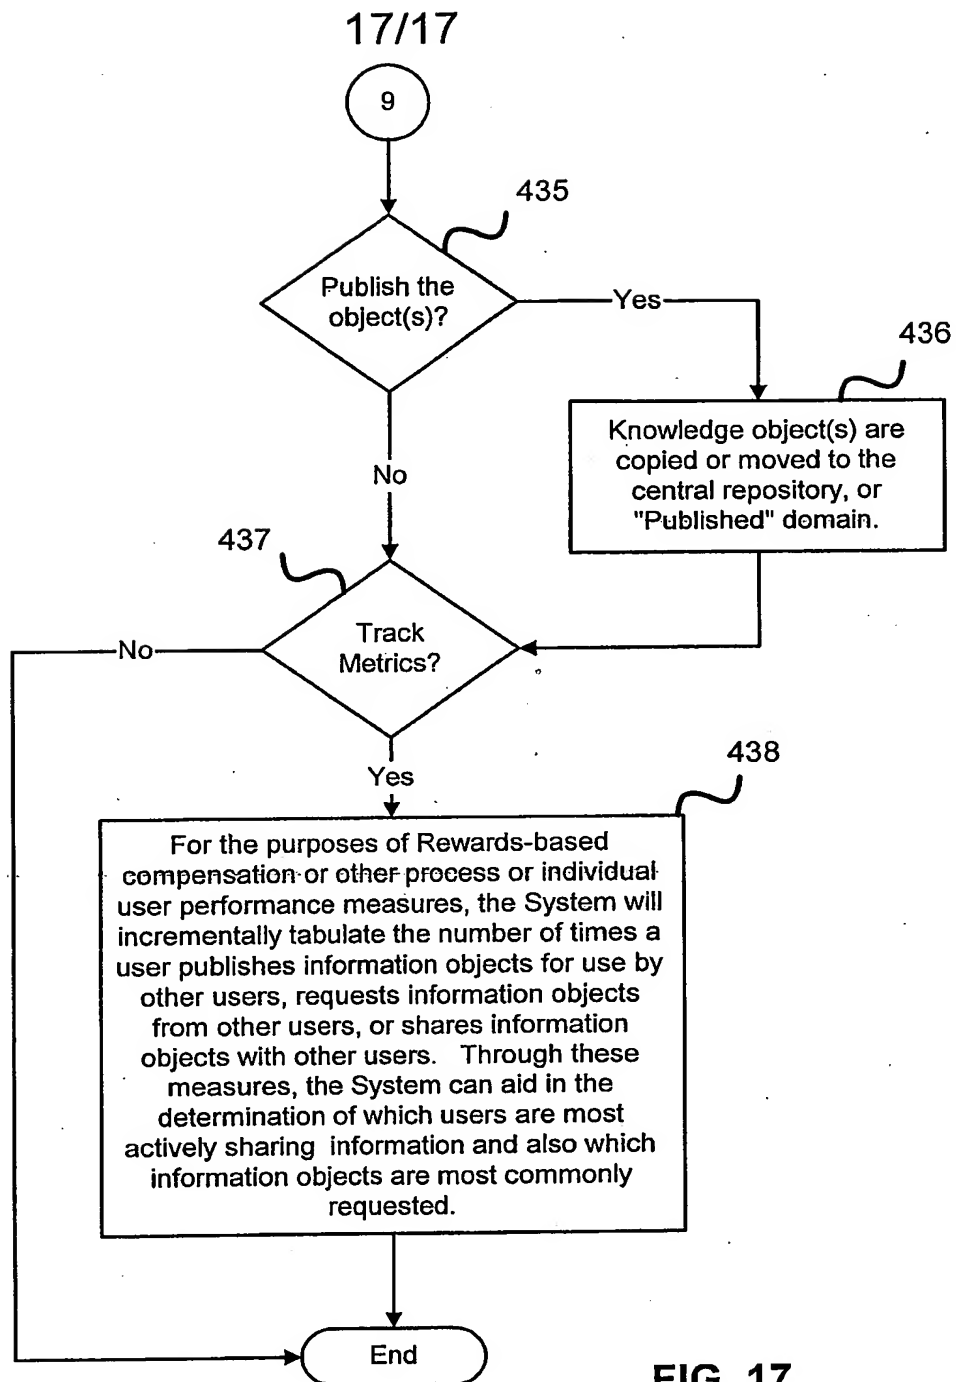 17/17
9
435
Publish the
object(s)?
Yes
436
Knowledge object(s) are
copied or moved to the
central repository, or
"Published" domain.
No
437
Track
Metrics?
No
Yes
438
For the purposes of Rewards-based
compensation or other process or individual
user performance measures, the System will
incrementally tabulate the number of times a
user publishes information objects for use by
other users, requests information objects
from other users, or shares information
objects with other users. Through these
measures, the System can aid in the
determination of which users are most
actively sharing information and also which
information objects are most commonly
requested.
End
FIG. 17